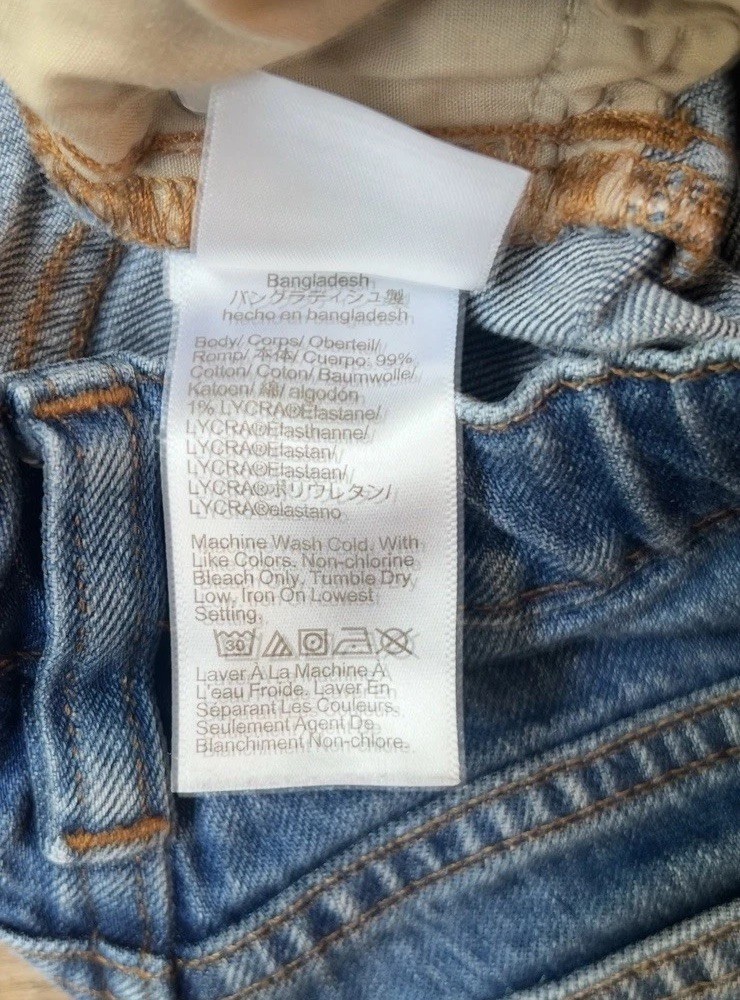 Bangladesh
バングラディシュ製
hecho en bangladesh
Body/ Corps/ Oberteil/
Romp/ 本体/ Cuerpo: 99%
Cotton/ Coton/ Baumwolle/
Katoen/ 綿/ algodón
1% LYCRA®Elastane/
LYCRA®Élasthanne/
LYCRA®Elastan/
LYCRA®Elastaan/
LYCRA®ポリウレタン/
LYCRA®elastano
Machine Wash Cold. With
Like Colors. Non-chlorine
Bleach Only. Tumble Dry
Low. Iron On Lowest
Setting.
30
Laver À La Machine À
L'eau Froide. Laver En
Séparant Les Couleurs.
Seulement Agent De
Blanchiment Non-chlore.